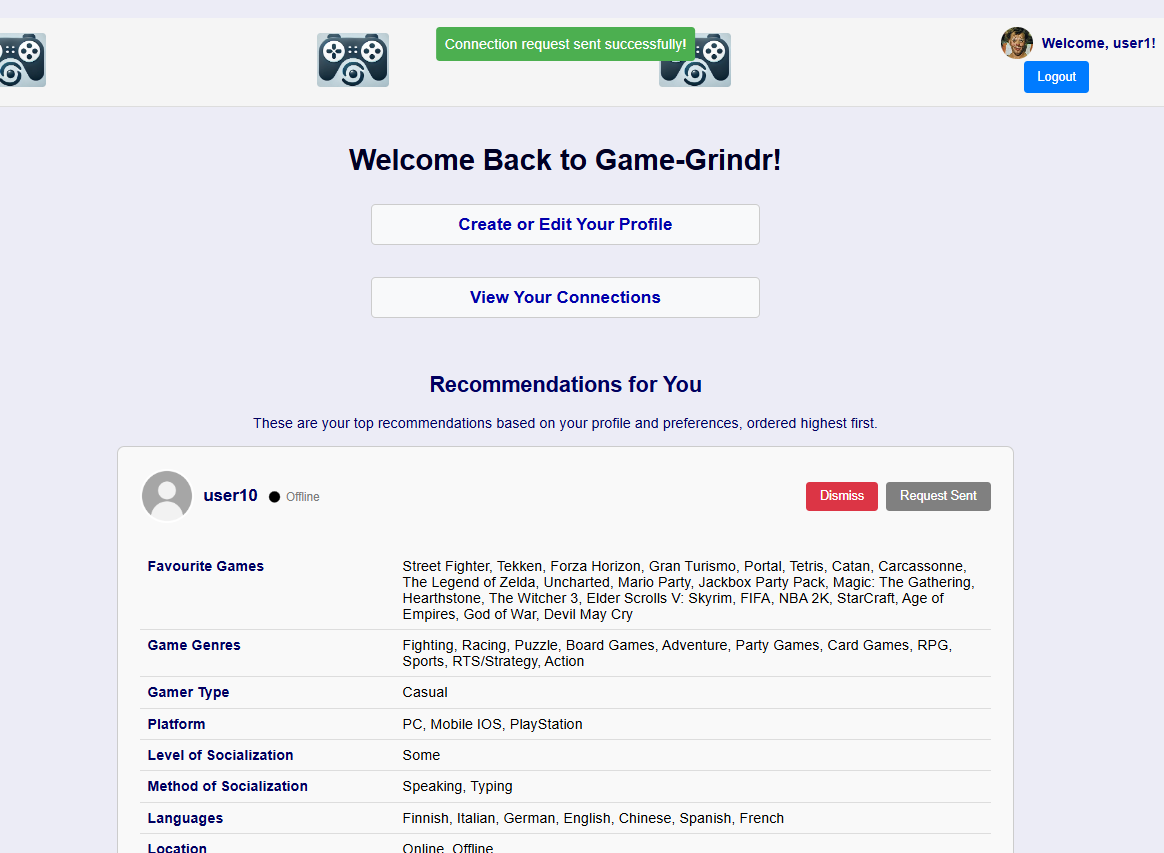 Connection request sent successfully!
Welcome, user1!
Logout
Welcome Back to Game-Grindr!
Create or Edit Your Profile
View Your Connections
Recommendations for You
These are your top recommendations based on your profile and preferences, ordered highest first.
user10 Offline Dismiss Request Sent
Favourite Games Street Fighter, Tekken, Forza Horizon, Gran Turismo, Portal, Tetris, Catan, Carcassonne,
The Legend of Zelda, Uncharted, Mario Party, Jackbox Party Pack, Magic: The Gathering,
Hearthstone, The Witcher 3, Elder Scrolls V: Skyrim, FIFA, NBA 2K, StarCraft, Age of
Empires, God of War, Devil May Cry
Game Genres Fighting, Racing, Puzzle, Board Games, Adventure, Party Games, Card Games, RPG,
Sports, RTS/Strategy, Action
Gamer Type Casual
Platform PC, Mobile IOS, PlayStation
Level of Socialization Some
Method of Socialization Speaking, Typing
Languages Finnish, Italian, German, English, Chinese, Spanish, French
Location Online, Offline